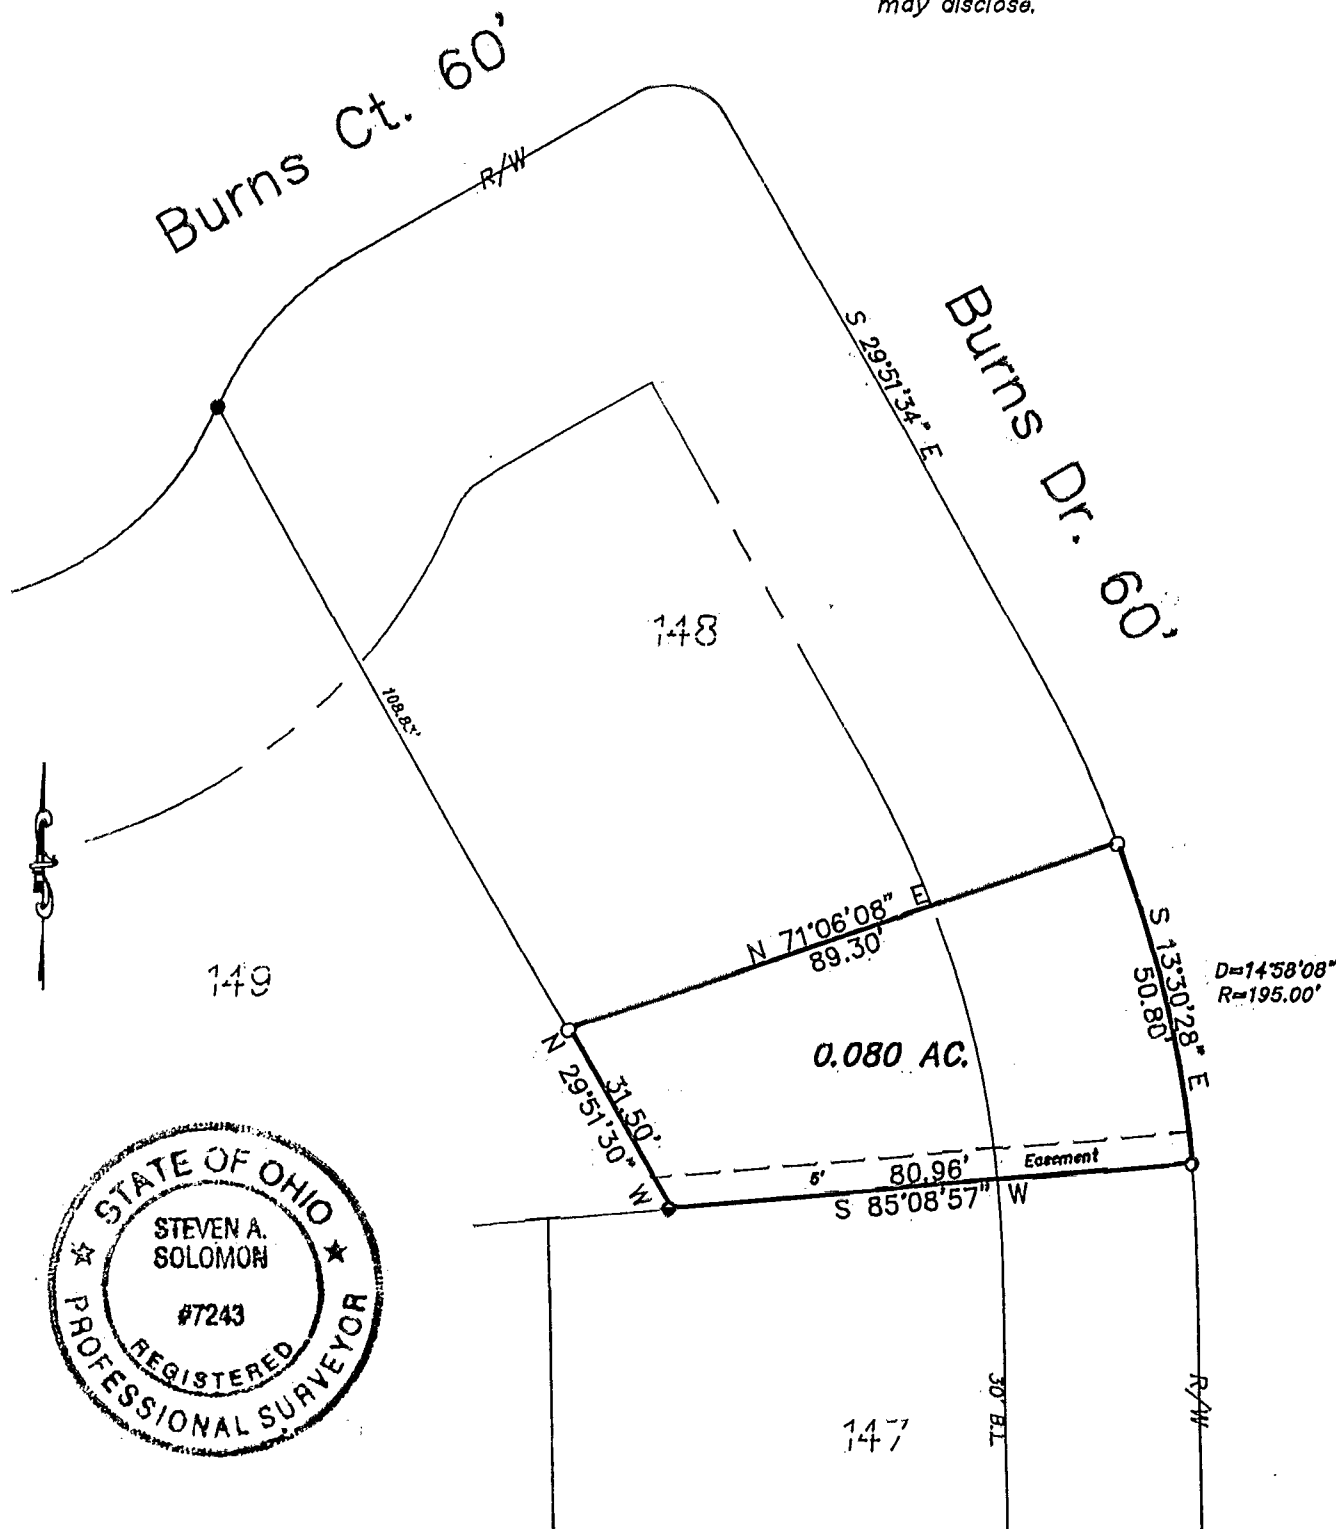 may disclose.
Burns Ct. 60'
R/W
S 29°51'34" E
Burns Dr. 60'
148
108.83'
N 71°06'08" E
89.30'
S 13°30'28" E
50.80'
D=14°58'08"
R=195.00'
149
0.080 AC.
N 29°51'30" W
31.50'
5'
80.96'
Easement
S 85°08'57" W
STATE OF OHIO
STEVEN A.
SOLOMON
#7243
REGISTERED
PROFESSIONAL SURVEYOR
147
30' B.L.
R/W